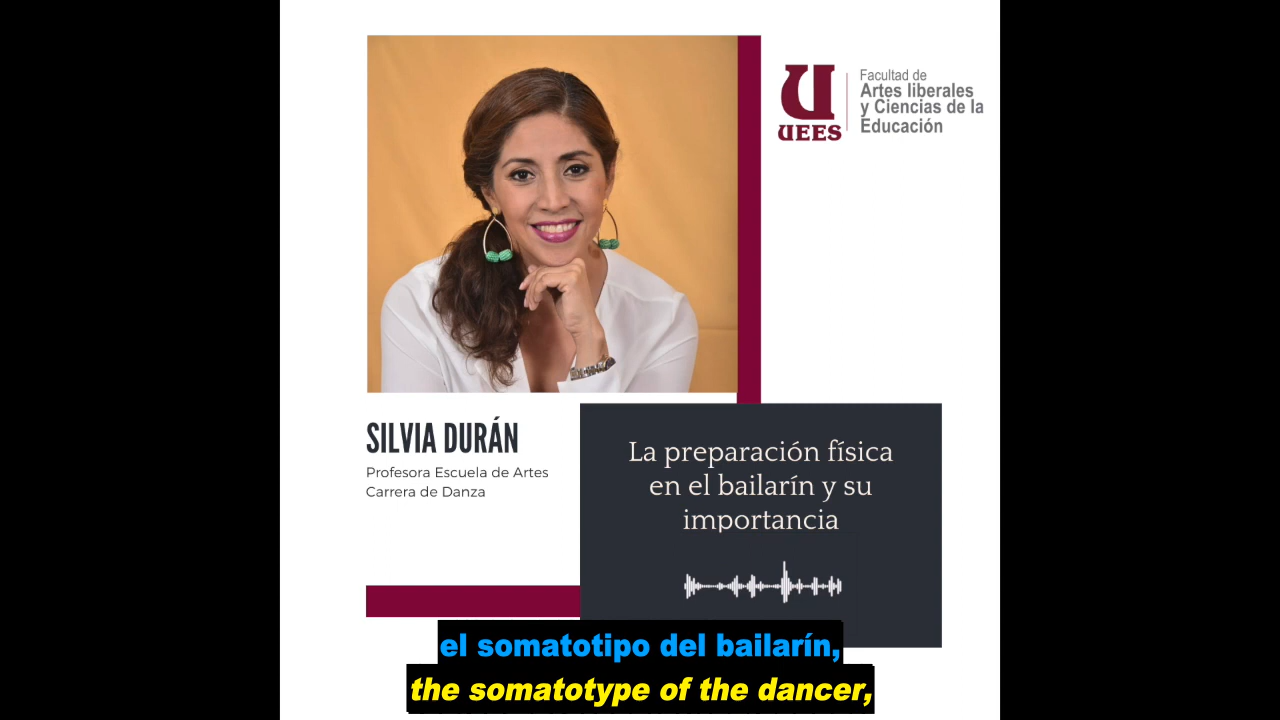 UEES
Facultad de
Artes liberales
y Ciencias de la
Educación
SILVIA DURÁN
Profesora Escuela de Artes
Carrera de Danza
La preparación física
en el bailarín y su
importancia
el somatotipo del bailarín,
the somatotype of the dancer,